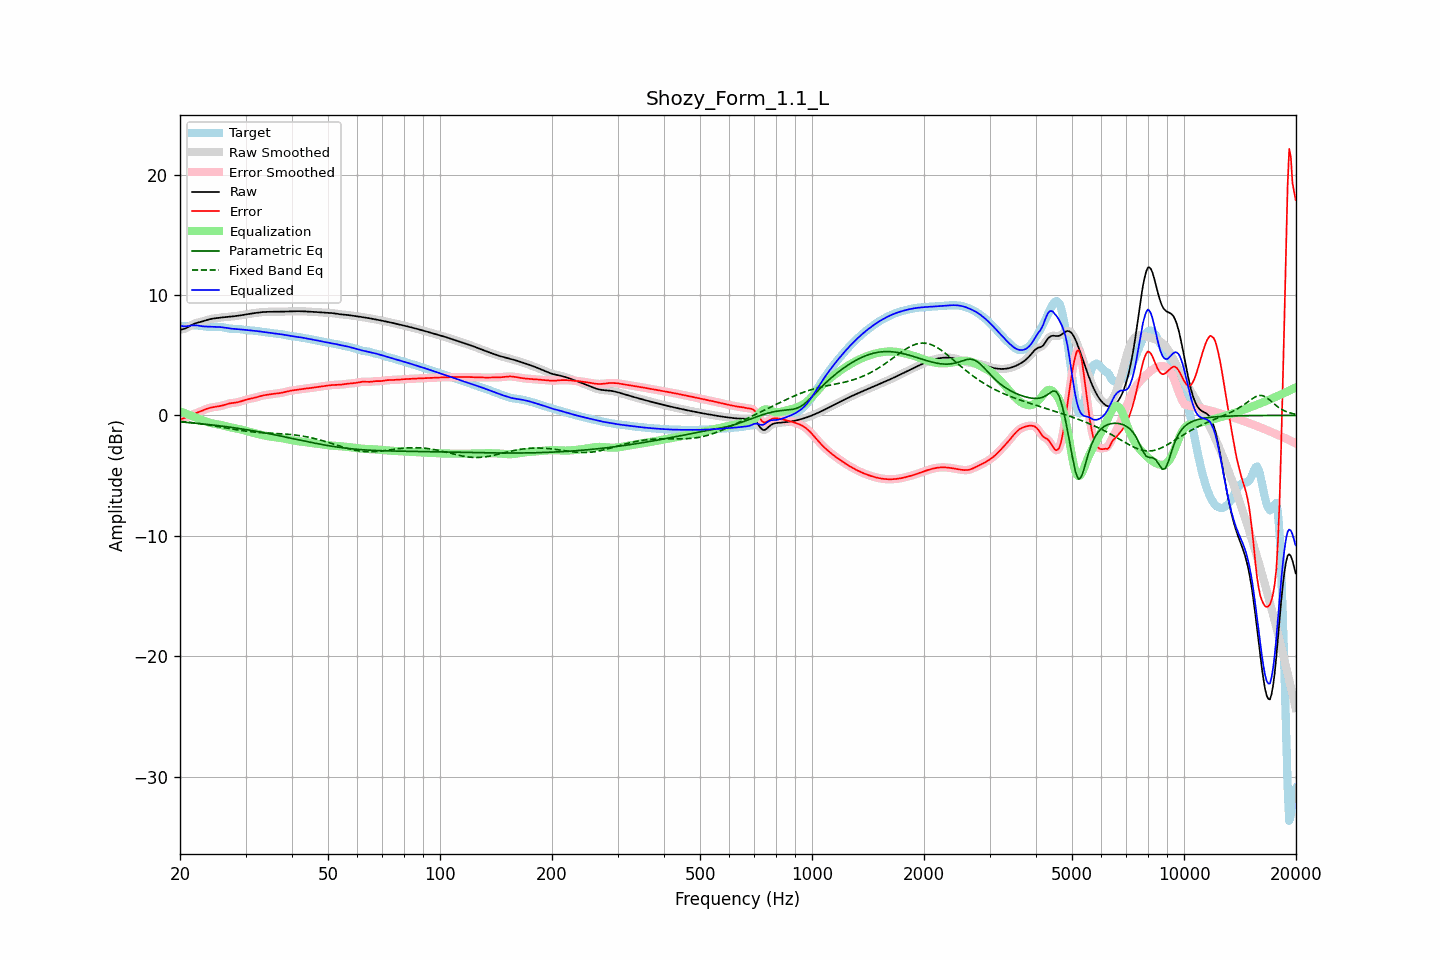 Shozy_Form_1.1_L
Target
Raw Smoothed
Error Smoothed
Raw
Error
Equalization
Parametric Eq
Fixed Band Eq
Equalized
20
10
0
−10
−20
−30
Amplitude (dBr)
20
50
100
200
500
1000
2000
5000
10000
20000
Frequency (Hz)